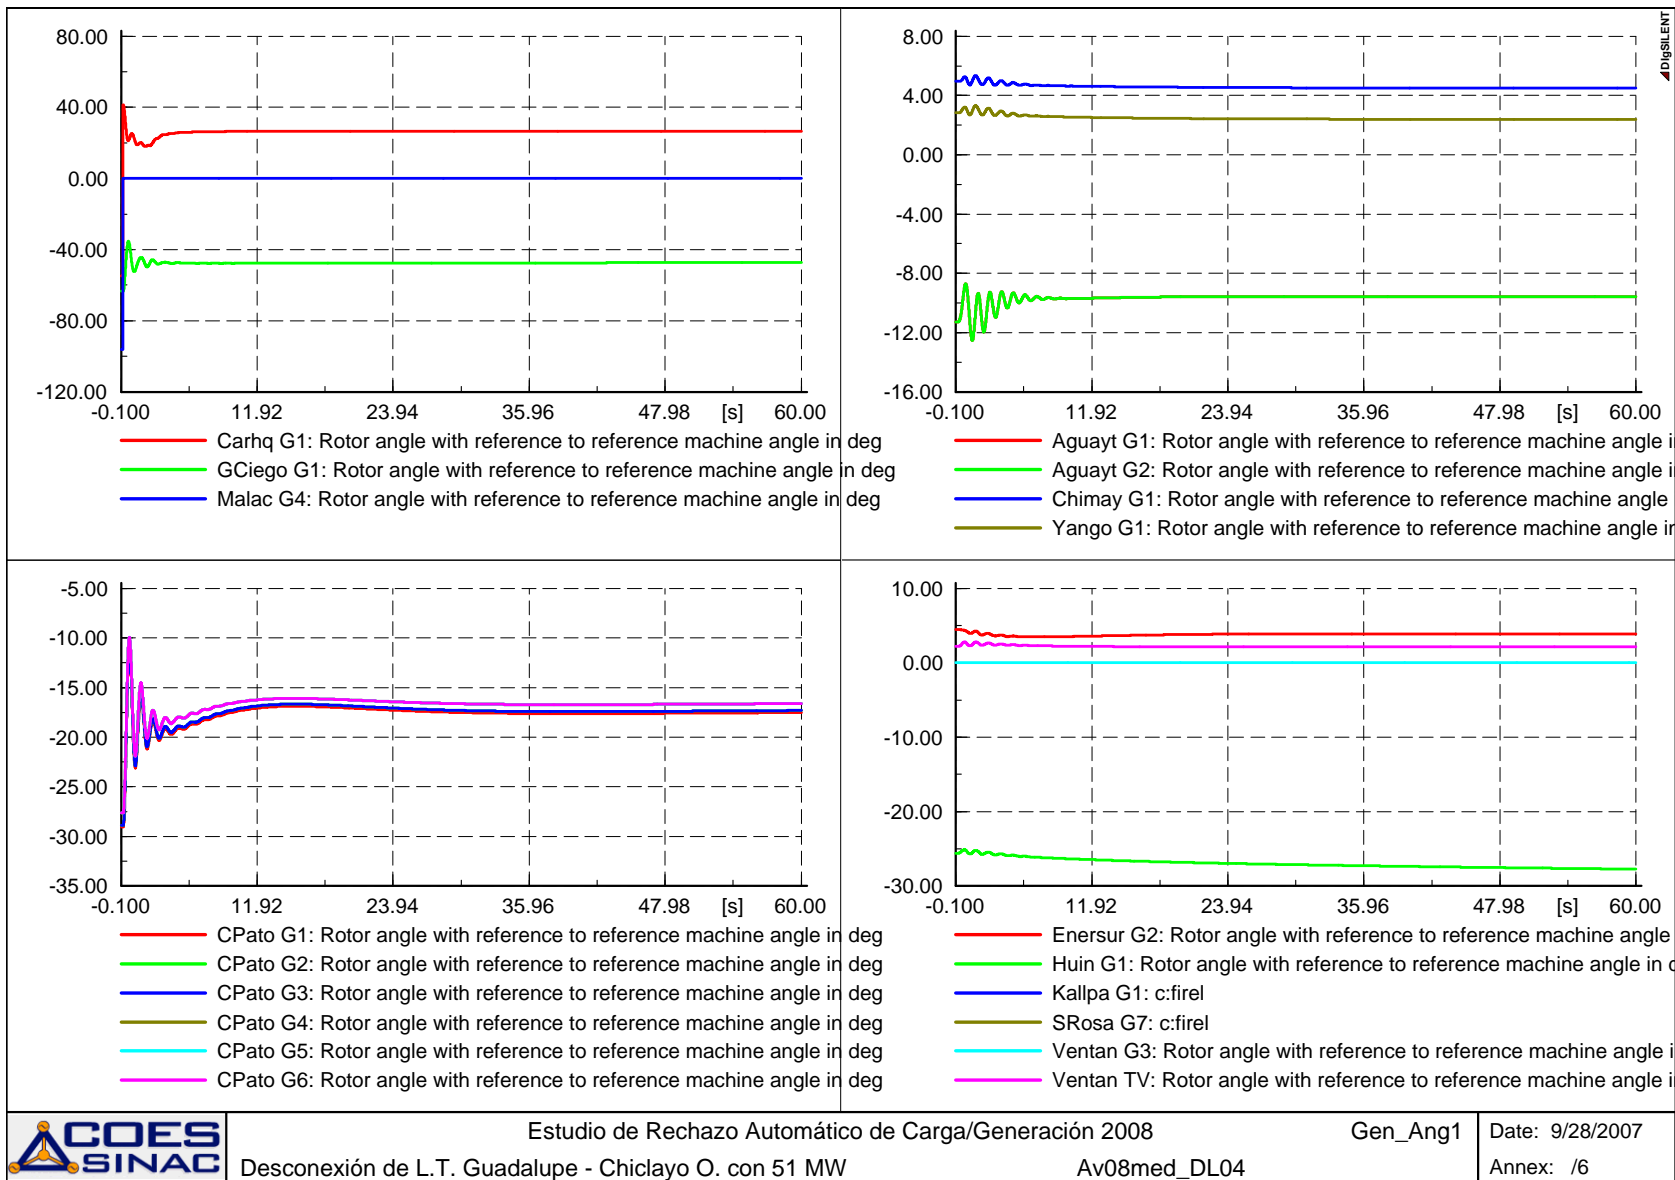 80.00
40.00
0.00
-40.00
-80.00
-120.00
-0.100 11.92 23.94 35.96 47.98 [s] 60.00
Carhq G1: Rotor angle with reference to reference machine angle in deg
GCiego G1: Rotor angle with reference to reference machine angle in deg
Malac G4: Rotor angle with reference to reference machine angle in deg
DIgSILENT
8.00
4.00
0.00
-4.00
-8.00
-12.00
-16.00
-0.100 11.92 23.94 35.96 47.98 [s] 60.00
Aguayt G1: Rotor angle with reference to reference machine angle i
Aguayt G2: Rotor angle with reference to reference machine angle i
Chimay G1: Rotor angle with reference to reference machine angle
Yango G1: Rotor angle with reference to reference machine angle in
-5.00
-10.00
-15.00
-20.00
-25.00
-30.00
-35.00
-0.100 11.92 23.94 35.96 47.98 [s] 60.00
CPato G1: Rotor angle with reference to reference machine angle in deg
CPato G2: Rotor angle with reference to reference machine angle in deg
CPato G3: Rotor angle with reference to reference machine angle in deg
CPato G4: Rotor angle with reference to reference machine angle in deg
CPato G5: Rotor angle with reference to reference machine angle in deg
CPato G6: Rotor angle with reference to reference machine angle in deg
10.00
0.00
-10.00
-20.00
-30.00
-0.100 11.92 23.94 35.96 47.98 [s] 60.00
Enersur G2: Rotor angle with reference to reference machine angle
Huin G1: Rotor angle with reference to reference machine angle in d
Kallpa G1: c:firel
SRosa G7: c:firel
Ventan G3: Rotor angle with reference to reference machine angle i
Ventan TV: Rotor angle with reference to reference machine angle i
COES
SINAC
Estudio de Rechazo Automático de Carga/Generación 2008 Gen_Ang1
Desconexión de L.T. Guadalupe - Chiclayo O. con 51 MW Av08med_DL04
Date: 9/28/2007
Annex: /6